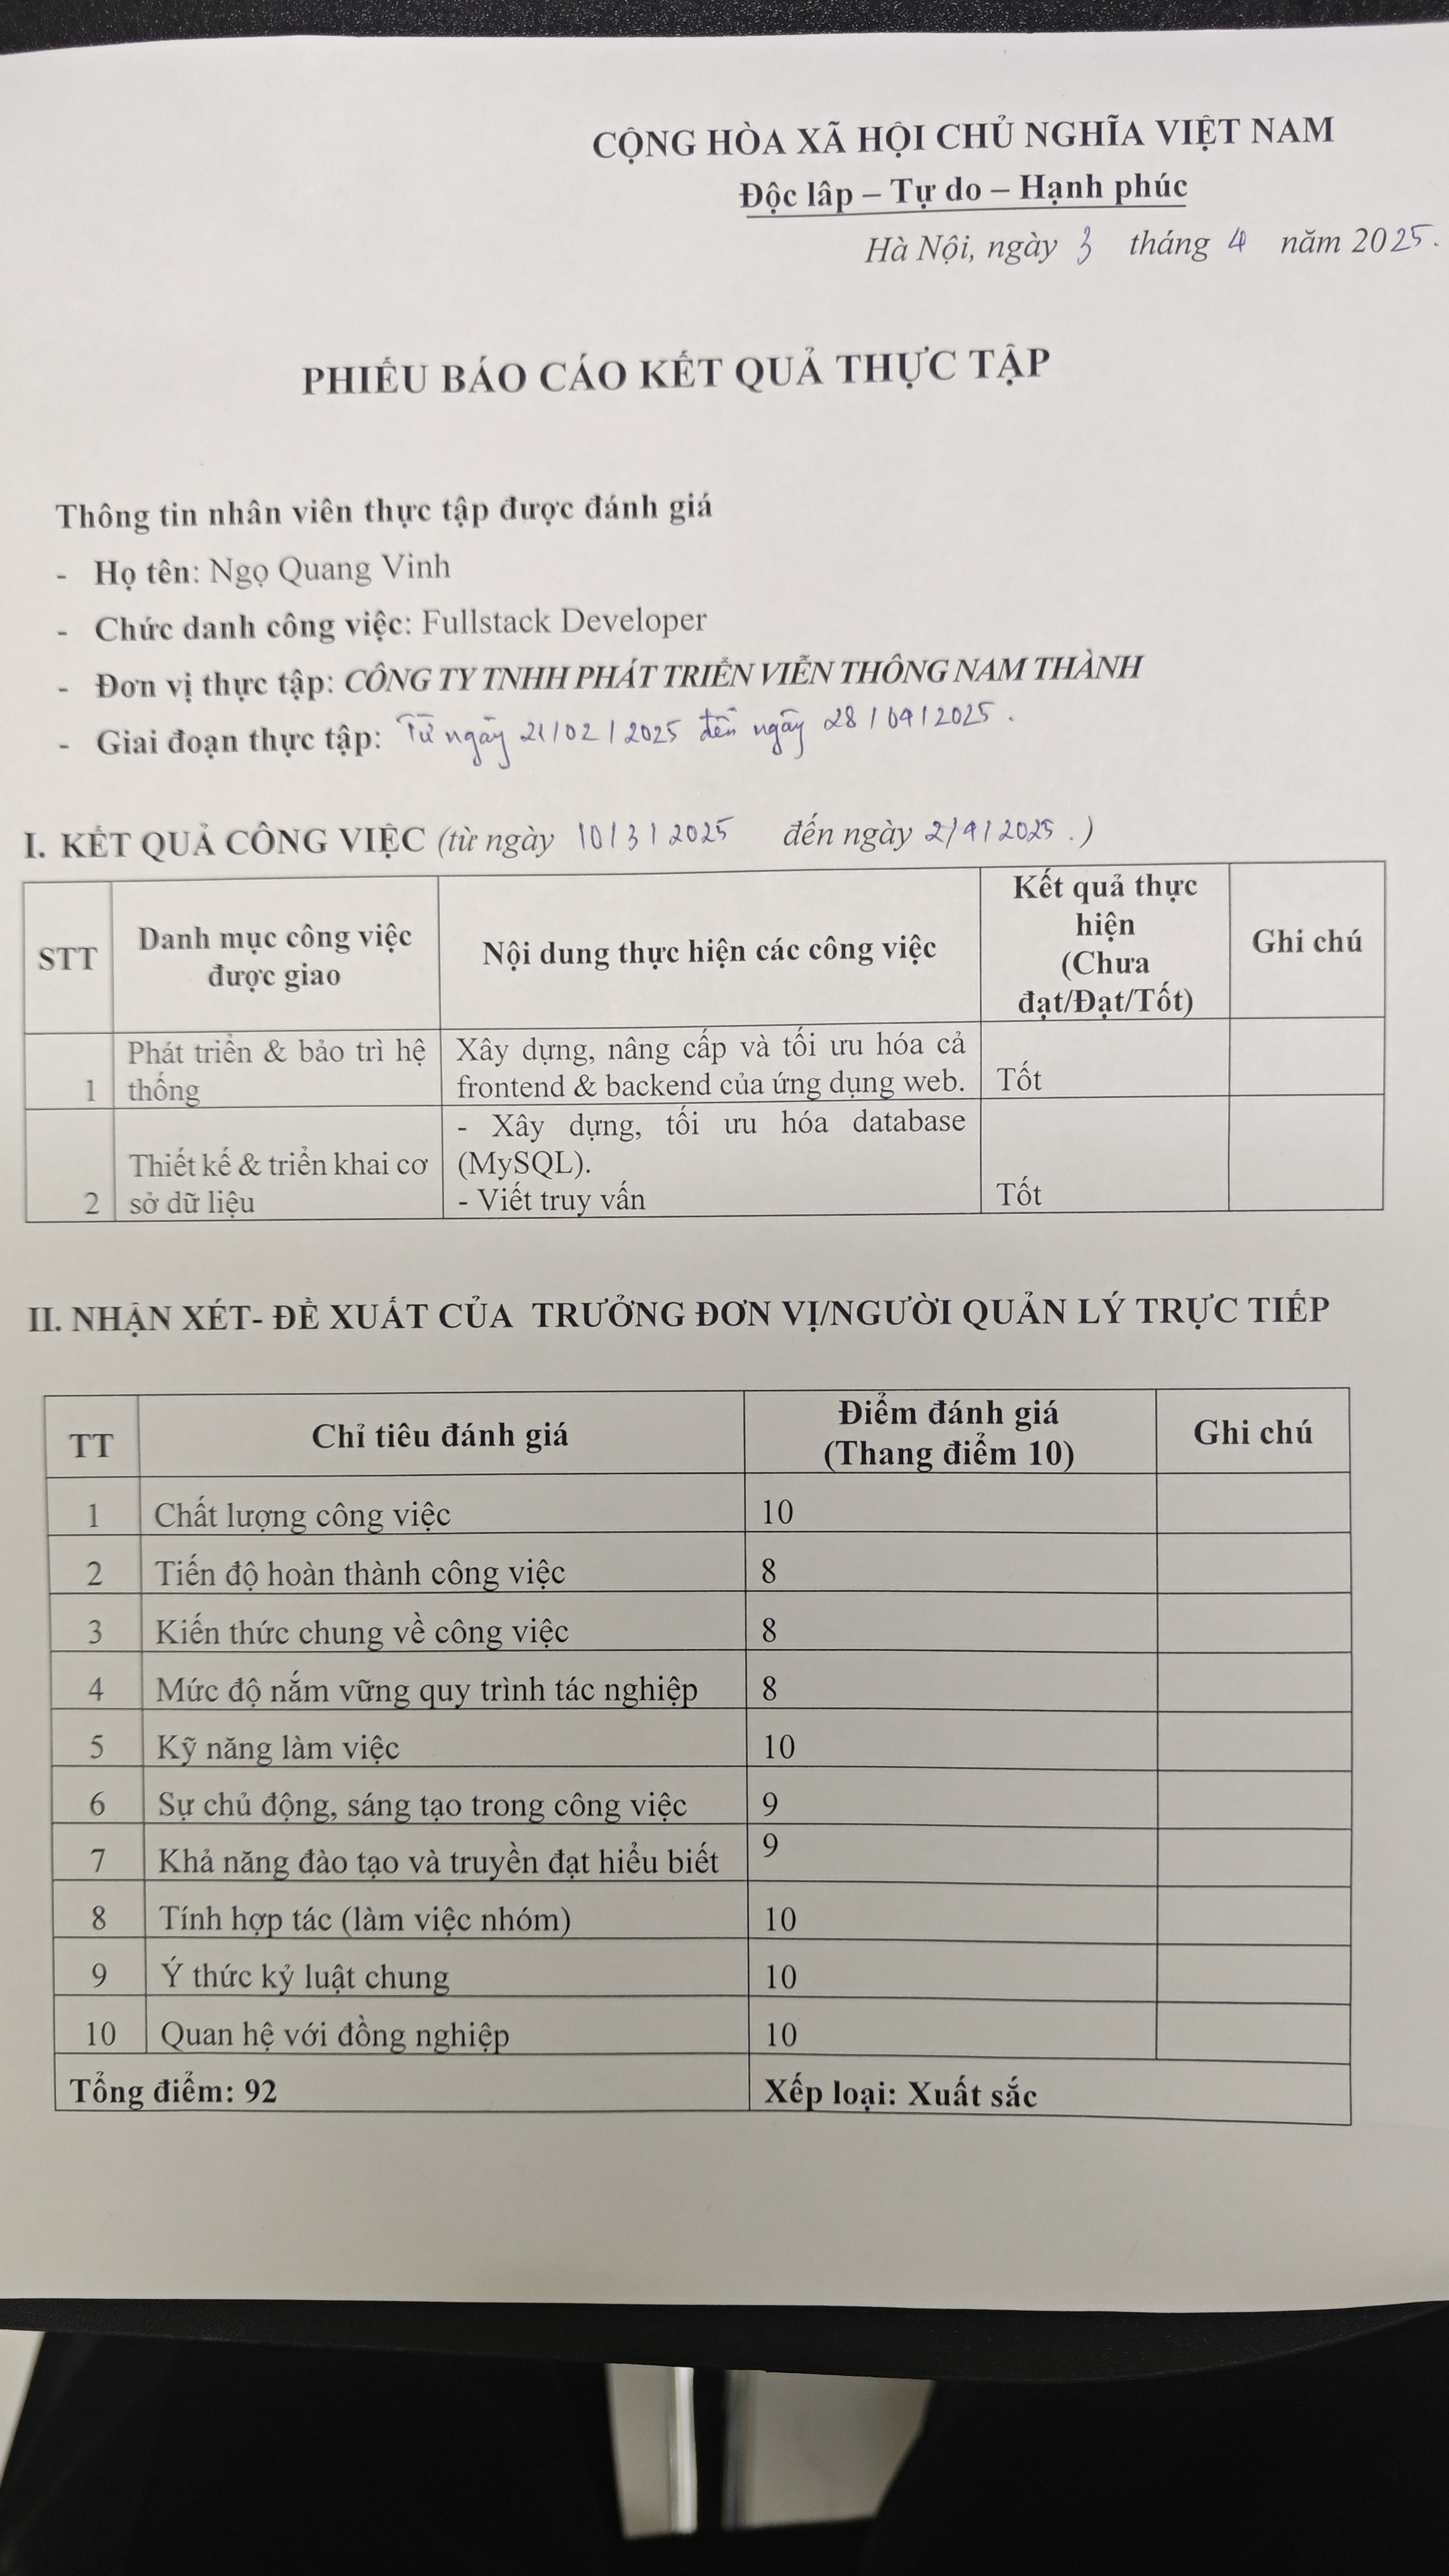 CỘNG HÒA XÃ HỘI CHỦ NGHĨA VIỆT NAM
Độc lâp – Tự do – Hạnh phúc
Hà Nội, ngày 3 tháng 4 năm 2025.
PHIẾU BÁO CÁO KẾT QUẢ THỰC TẬP
Thông tin nhân viên thực tập được đánh giá
- Họ tên: Ngọ Quang Vinh
- Chức danh công việc: Fullstack Developer
- Đơn vị thực tập: CÔNG TY TNHH PHÁT TRIỂN VIỄN THÔNG NAM THÀNH
- Giai đoạn thực tập: Từ ngày 21/02/2025 đến ngày 28/04/2025.
I. KẾT QUẢ CÔNG VIỆC (từ ngày 10/3/2025 đến ngày 2/4/2025.)
STT
Danh mục công việc
được giao
Nội dung thực hiện các công việc
Kết quả thực
hiện
(Chưa
đạt/Đạt/Tốt)
Ghi chú
1
Phát triển & bảo trì hệ
thống
Xây dựng, nâng cấp và tối ưu hóa cả
frontend & backend của ứng dụng web.
Tốt
2
Thiết kế & triển khai cơ
sở dữ liệu
- Xây dựng, tối ưu hóa database
(MySQL).
- Viết truy vấn
Tốt
II. NHẬN XÉT- ĐỀ XUẤT CỦA TRƯỞNG ĐƠN VỊ/NGƯỜI QUẢN LÝ TRỰC TIẾP
TT
Chỉ tiêu đánh giá
Điểm đánh giá
(Thang điểm 10)
Ghi chú
1 Chất lượng công việc 10
2 Tiến độ hoàn thành công việc 8
3 Kiến thức chung về công việc 8
4 Mức độ nắm vững quy trình tác nghiệp 8
5 Kỹ năng làm việc 10
6 Sự chủ động, sáng tạo trong công việc 9
7 Khả năng đào tạo và truyền đạt hiểu biết 9
8 Tính hợp tác (làm việc nhóm) 10
9 Ý thức kỷ luật chung 10
10 Quan hệ với đồng nghiệp 10
Tổng điểm: 92 Xếp loại: Xuất sắc